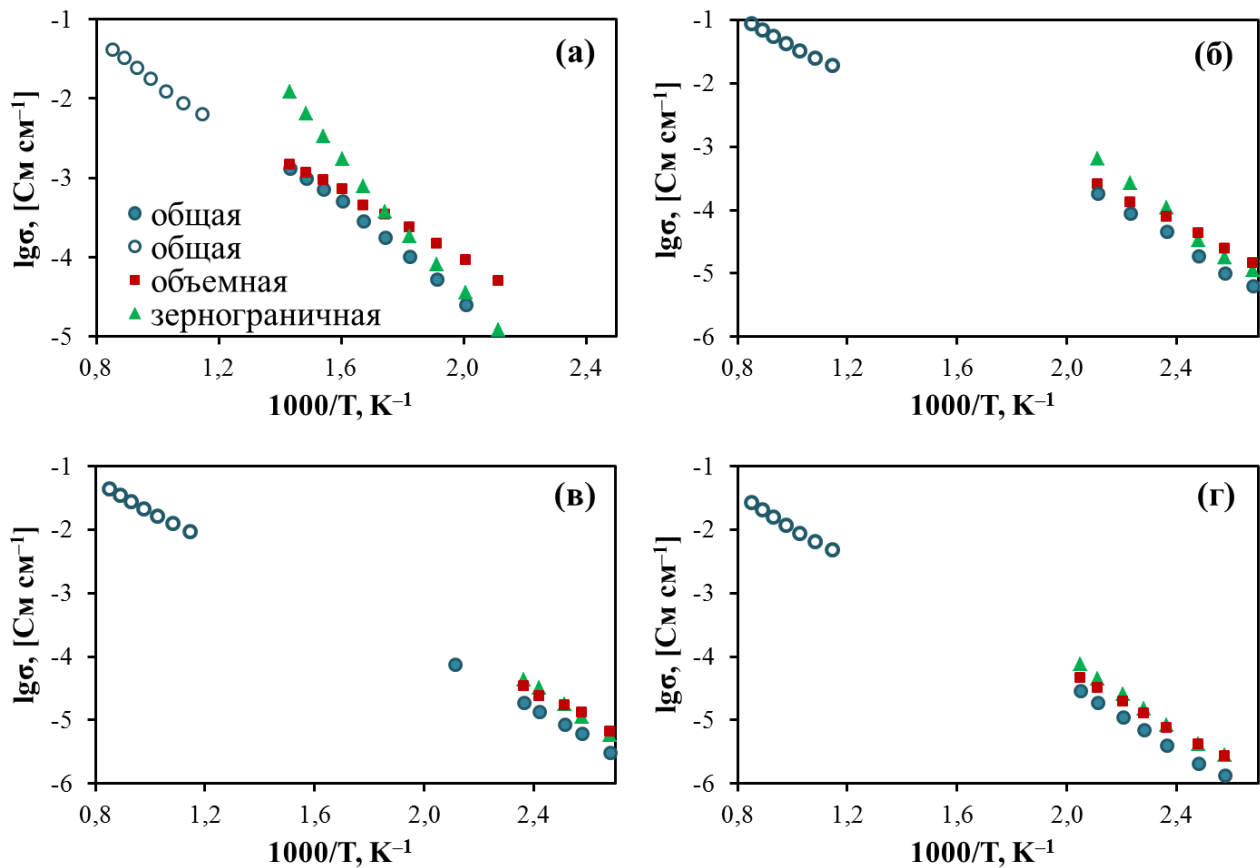 (а)
lgσ, [См см⁻¹]
-1
-2
-3
-4
-5
общая
общая
объемная
зернограничная
0,8 1,2 1,6 2,0 2,4
1000/T, K⁻¹
(б)
lgσ, [См см⁻¹]
-1
-2
-3
-4
-5
-6
0,8 1,2 1,6 2,0 2,4
1000/T, K⁻¹
(в)
lgσ, [См см⁻¹]
-1
-2
-3
-4
-5
-6
0,8 1,2 1,6 2,0 2,4
1000/T, K⁻¹
(г)
lgσ, [См см⁻¹]
-1
-2
-3
-4
-5
-6
0,8 1,2 1,6 2,0 2,4
1000/T, K⁻¹